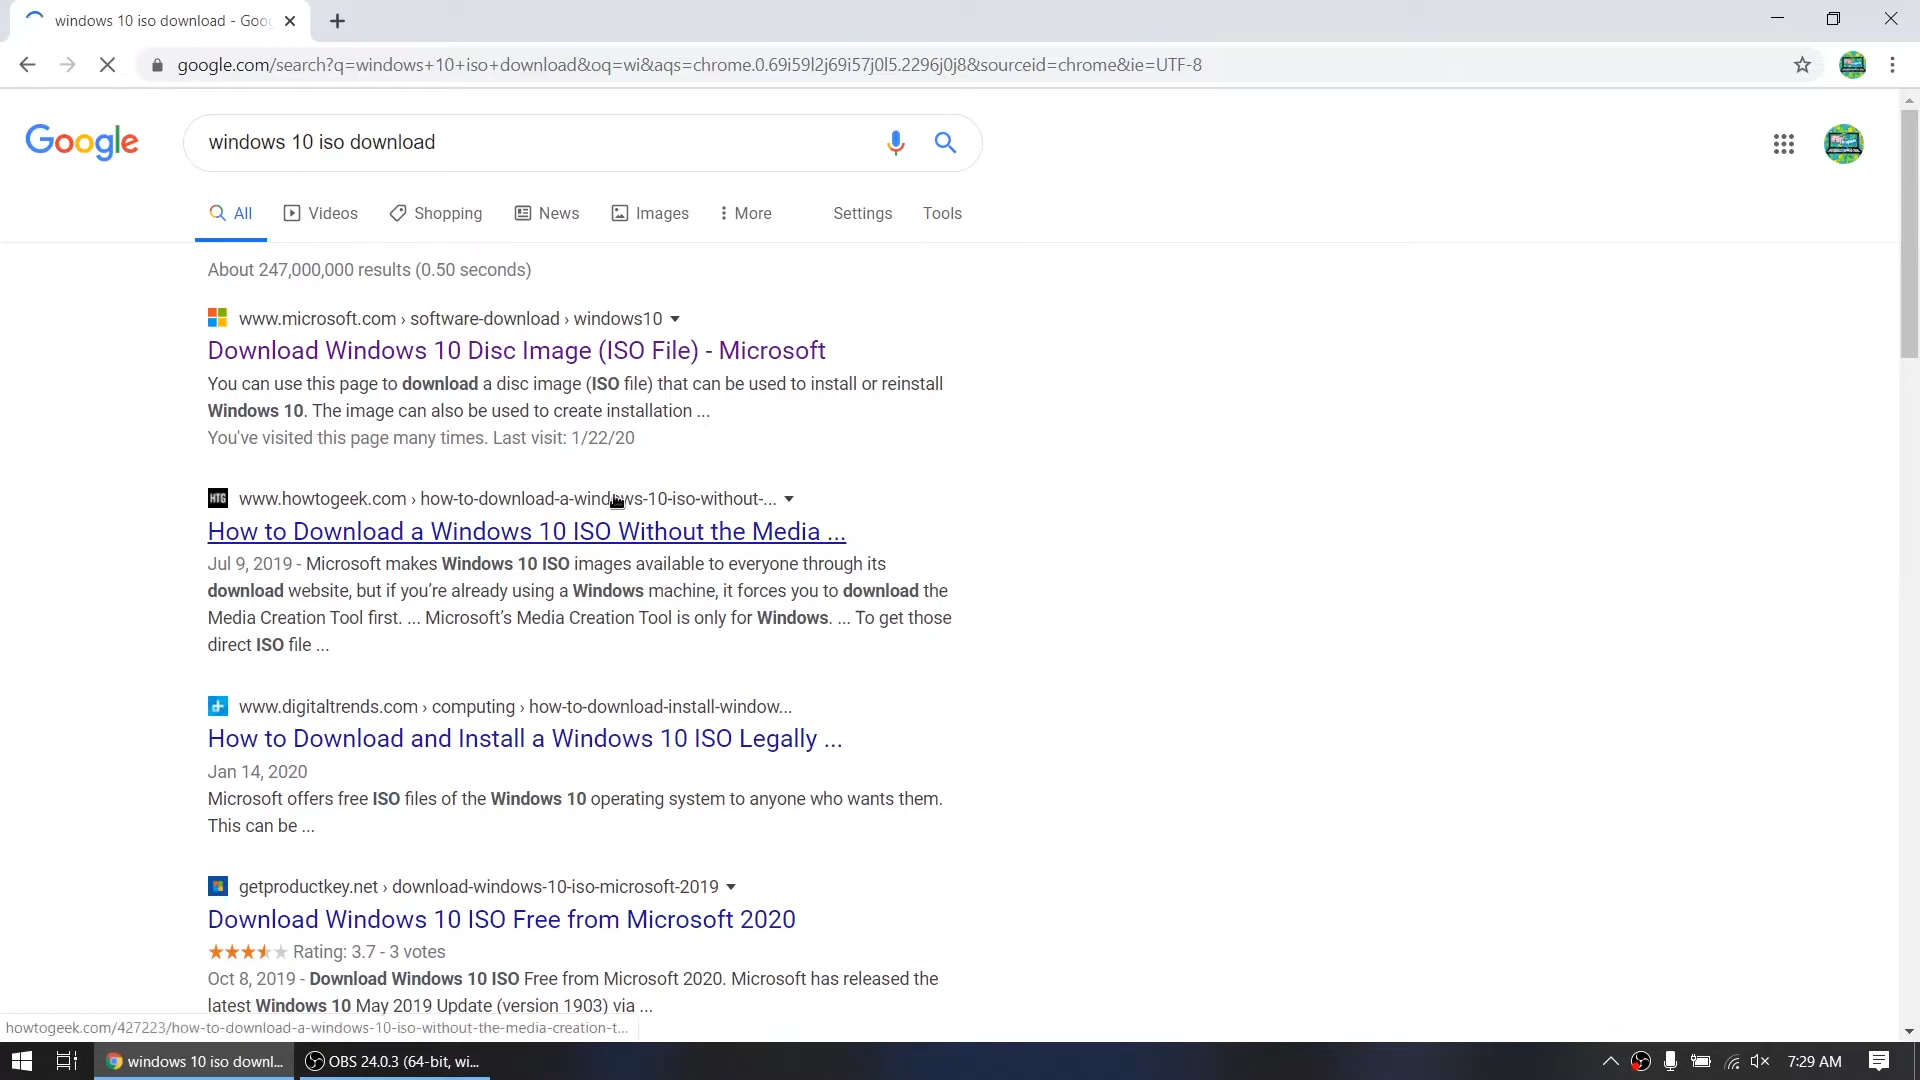 windows 10 iso download - Goo
google.com/search?q=windows+10+iso+download&oq=wi&aqs=chrome.0.69i59l2j69i57j0l5.2296j0j8&sourceid=chrome&ie=UTF-8
Google
windows 10 iso download
All Videos Shopping News Images More Settings Tools
About 247,000,000 results (0.50 seconds)
www.microsoft.com › software-download › windows10
Download Windows 10 Disc Image (ISO File) - Microsoft
You can use this page to download a disc image (ISO file) that can be used to install or reinstall
Windows 10. The image can also be used to create installation ...
You've visited this page many times. Last visit: 1/22/20
HTG www.howtogeek.com › how-to-download-a-windows-10-iso-without-...
How to Download a Windows 10 ISO Without the Media ...
Jul 9, 2019 - Microsoft makes Windows 10 ISO images available to everyone through its
download website, but if you’re already using a Windows machine, it forces you to download the
Media Creation Tool first. ... Microsoft’s Media Creation Tool is only for Windows. ... To get those
direct ISO file ...
www.digitaltrends.com › computing › how-to-download-install-window...
How to Download and Install a Windows 10 ISO Legally ...
Jan 14, 2020
Microsoft offers free ISO files of the Windows 10 operating system to anyone who wants them.
This can be ...
getproductkey.net › download-windows-10-iso-microsoft-2019
Download Windows 10 ISO Free from Microsoft 2020
Rating: 3.7 - 3 votes
Oct 8, 2019 - Download Windows 10 ISO Free from Microsoft 2020. Microsoft has released the
latest Windows 10 May 2019 Update (version 1903) via ...
howtogeek.com/427223/how-to-download-a-windows-10-iso-without-the-media-creation-t...
windows 10 iso downl... OBS 24.0.3 (64-bit, wi... 7:29 AM